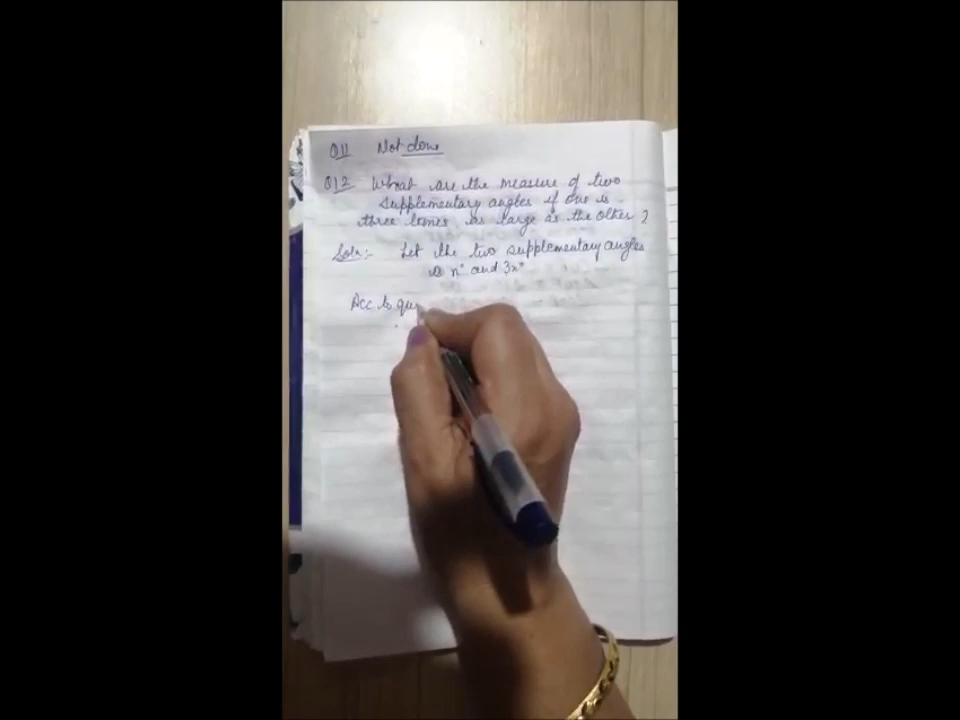 Q11 Not done
Q12 What are the measure of two
supplementary angles if one is
three times as large as the other ?
Soln:- Let the two supplementary angles
is x° and 3x°
Acc to que